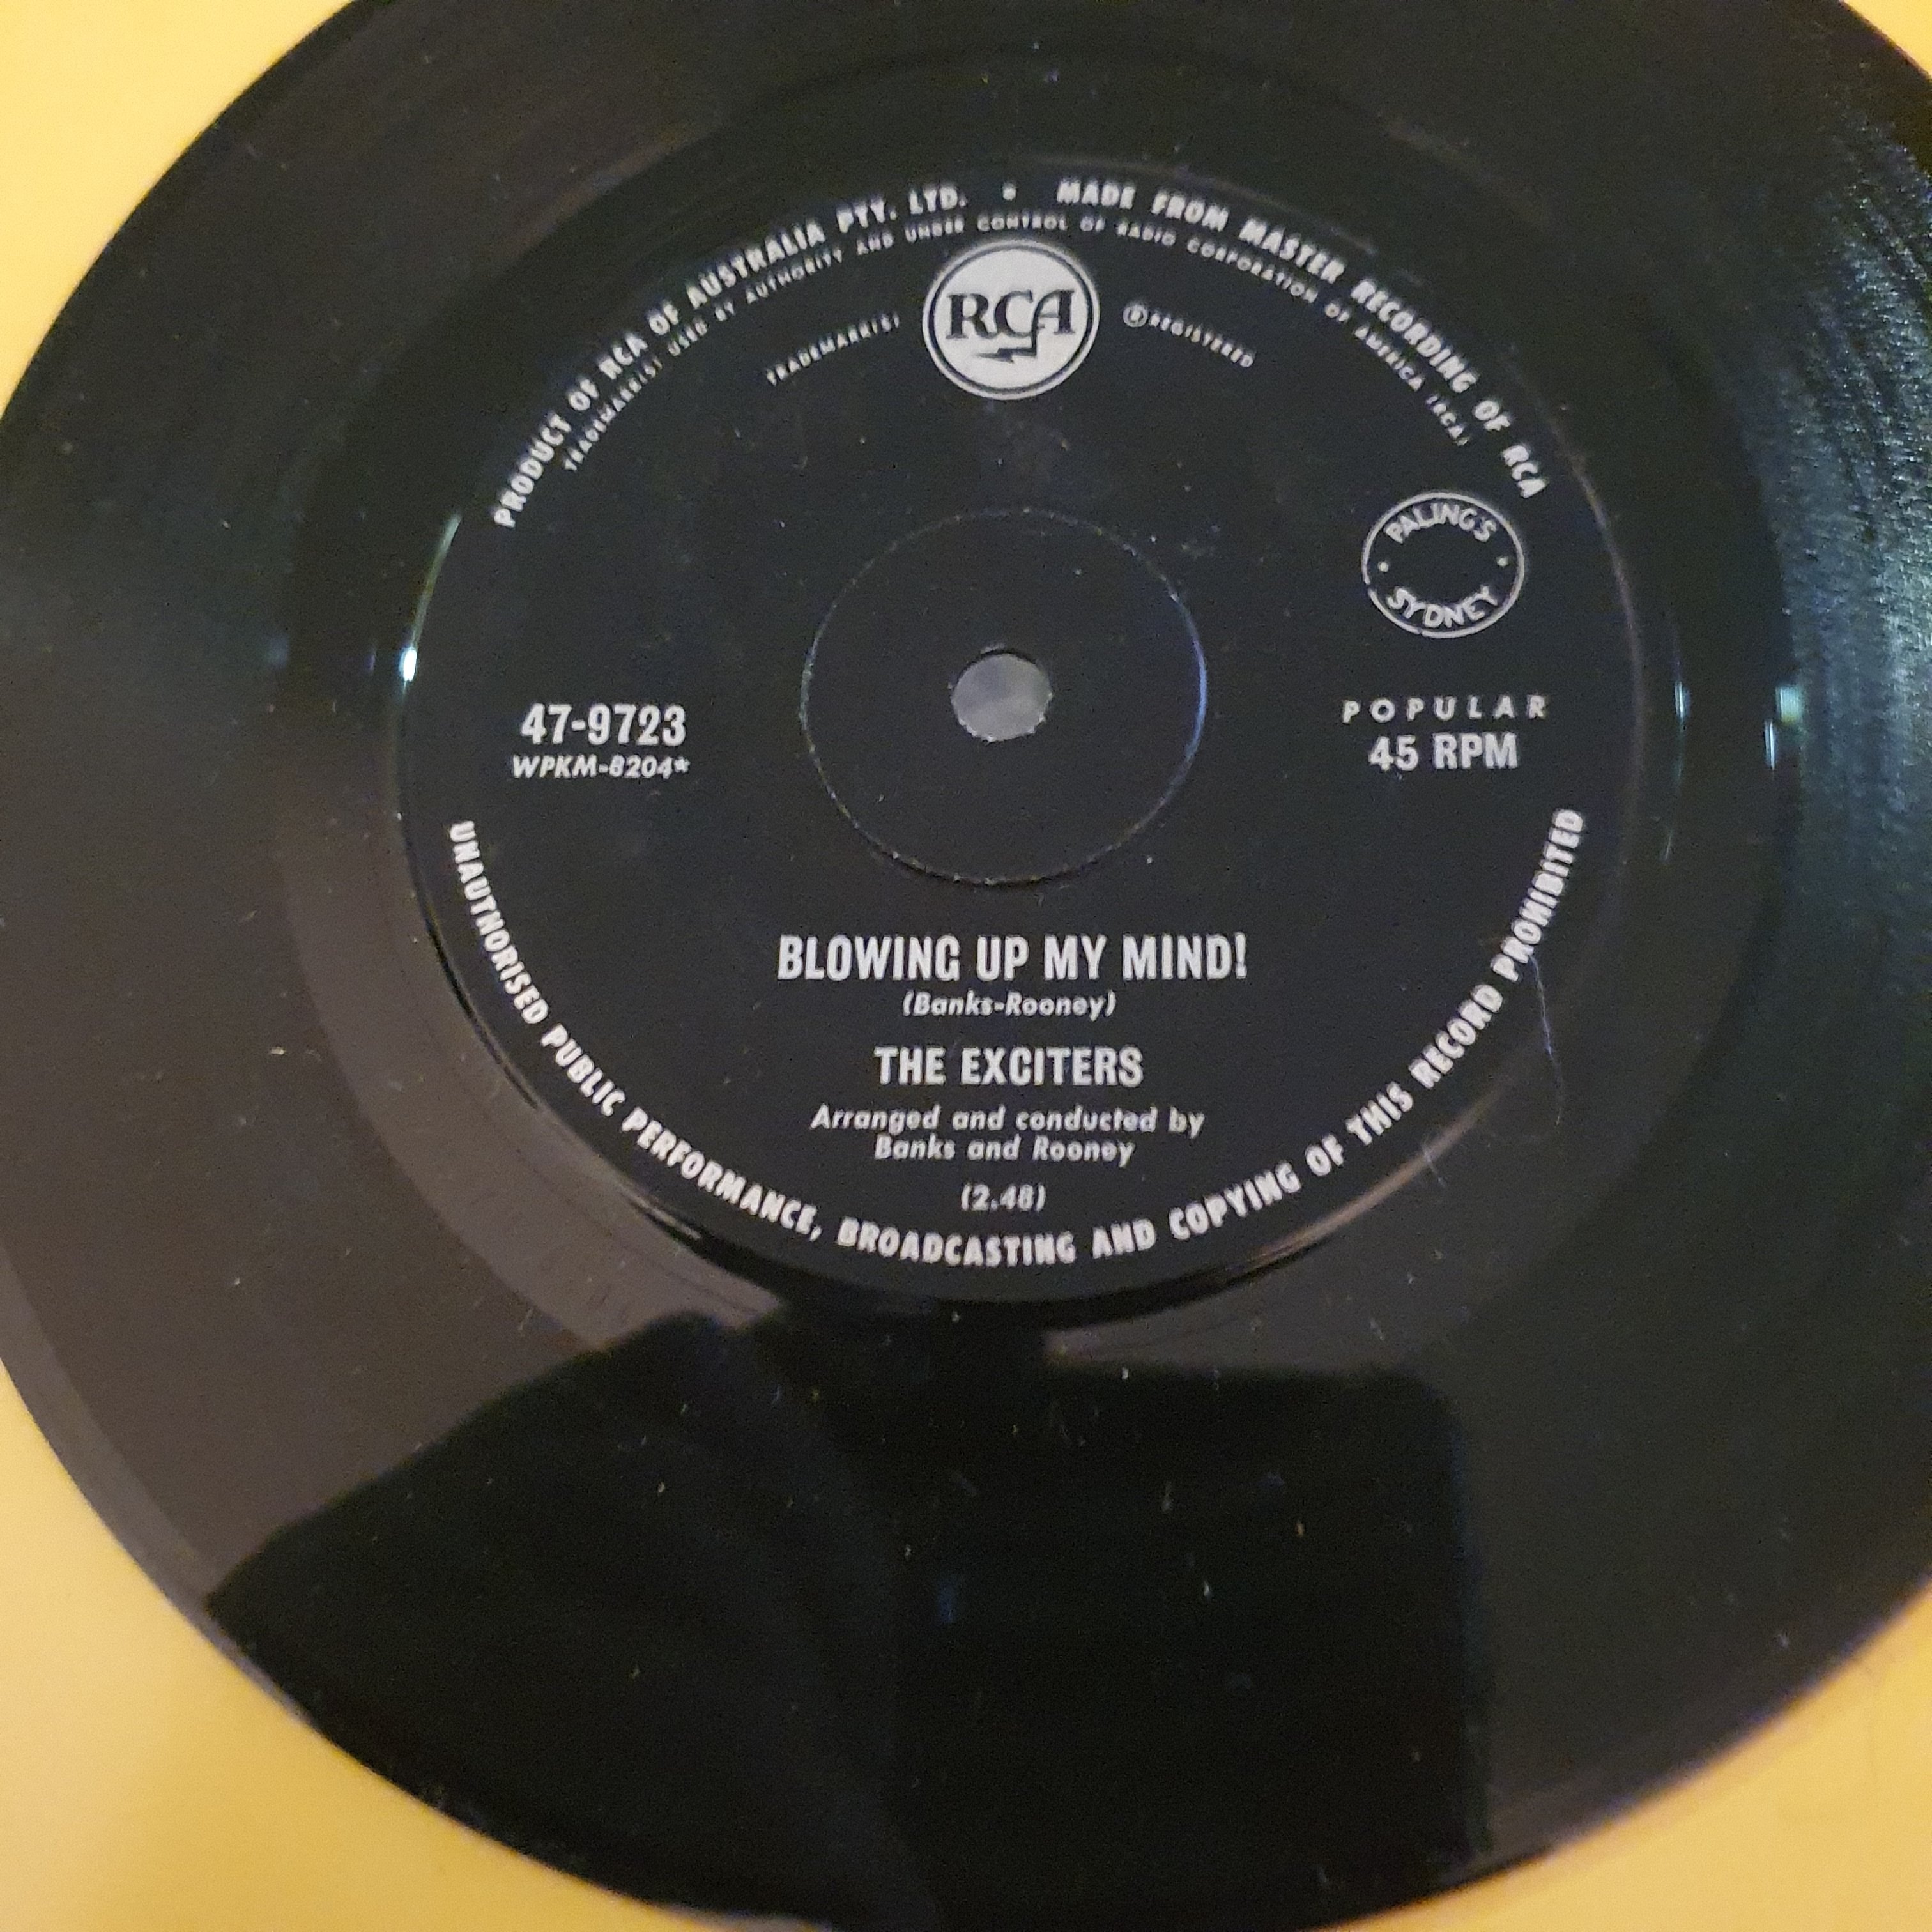 PRODUCT OF RCA OF AUSTRALIA PTY. LTD. • MADE FROM MASTER RECORDING OF RCA
TRADEMARK(S) USED BY AUTHORITY AND UNDER CONTROL OF RADIO CORPORATION OF AMERICA (RCA)
TRADEMARK(S) RCA ®REGISTERED
PALING'S
SYDNEY
47-9723
WPKM-8204*
POPULAR
45 RPM
BLOWING UP MY MIND!
(Banks-Rooney)
THE EXCITERS
Arranged and conducted by
Banks and Rooney
(2.48)
UNAUTHORISED PUBLIC PERFORMANCE, BROADCASTING AND COPYING OF THIS RECORD PROHIBITED